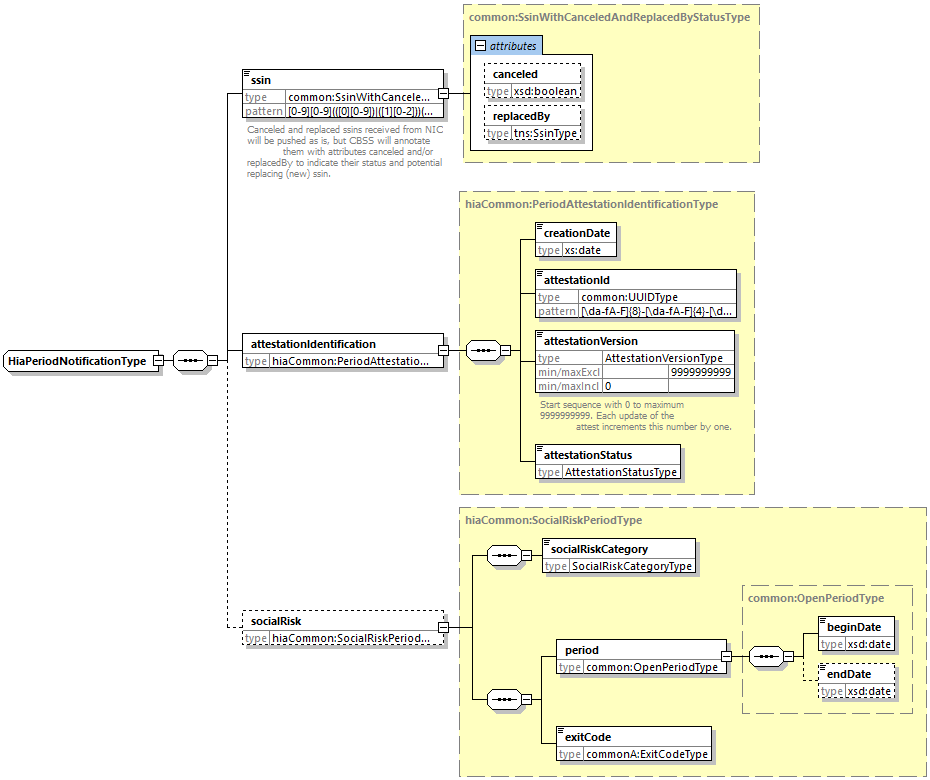 common:SsinWithCanceledAndReplacedByStatusType
attributes
canceled
type xsd:boolean
replacedBy
type tns:SsinType
ssin
type common:SsinWithCancele...
pattern [0-9][0-9](([0][0-9])|([1][0-2]))(...
Canceled and replaced ssins received from NIC
will be pushed as is, but CBSS will annotate
them with attributes canceled and/or
replacedBy to indicate their status and potential
replacing (new) ssin.
hiaCommon:PeriodAttestationIdentificationType
creationDate
type xs:date
attestationId
type common:UUIDType
pattern [\da-fA-F]{8}-[\da-fA-F]{4}-[\d...
HiaPeriodNotificationType
attestationIdentification
type hiaCommon:PeriodAttestatio...
attestationVersion
type AttestationVersionType
min/maxExcl 9999999999
min/maxIncl 0
Start sequence with 0 to maximum
9999999999. Each update of the
attest increments this number by one.
attestationStatus
type AttestationStatusType
hiaCommon:SocialRiskPeriodType
socialRiskCategory
type SocialRiskCategoryType
socialRisk
type hiaCommon:SocialRiskPeriod...
common:OpenPeriodType
period
type common:OpenPeriodType
beginDate
type xsd:date
endDate
type xsd:date
exitCode
type commonA:ExitCodeType